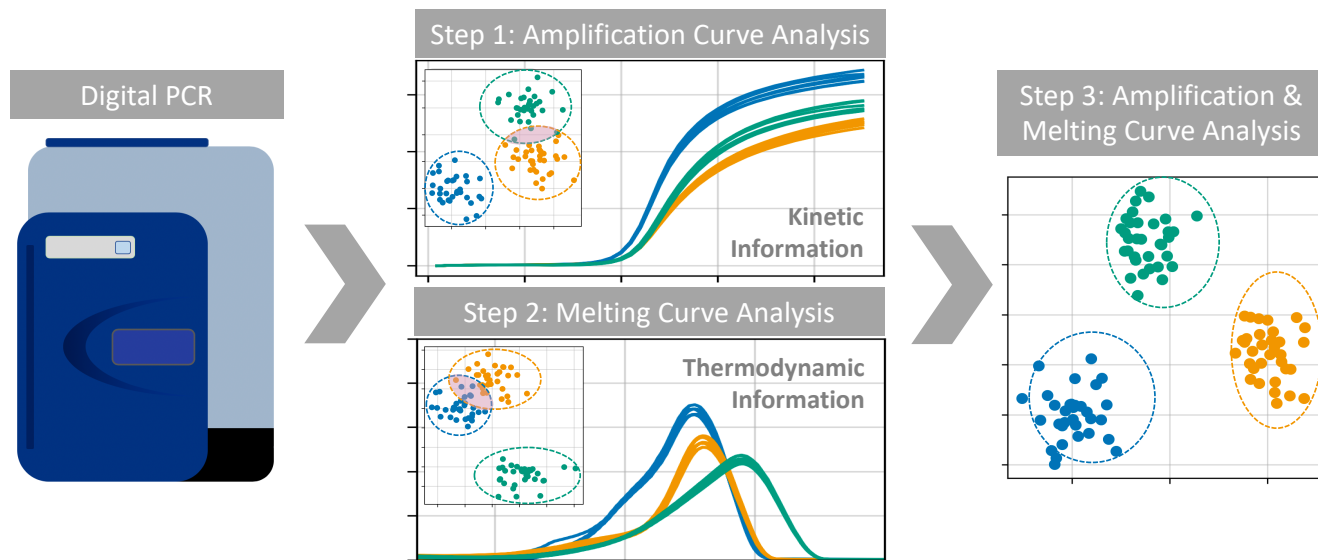 Digital PCR
Step 1: Amplification Curve Analysis
Kinetic
Information
Step 2: Melting Curve Analysis
Thermodynamic
Information
Step 3: Amplification &
Melting Curve Analysis